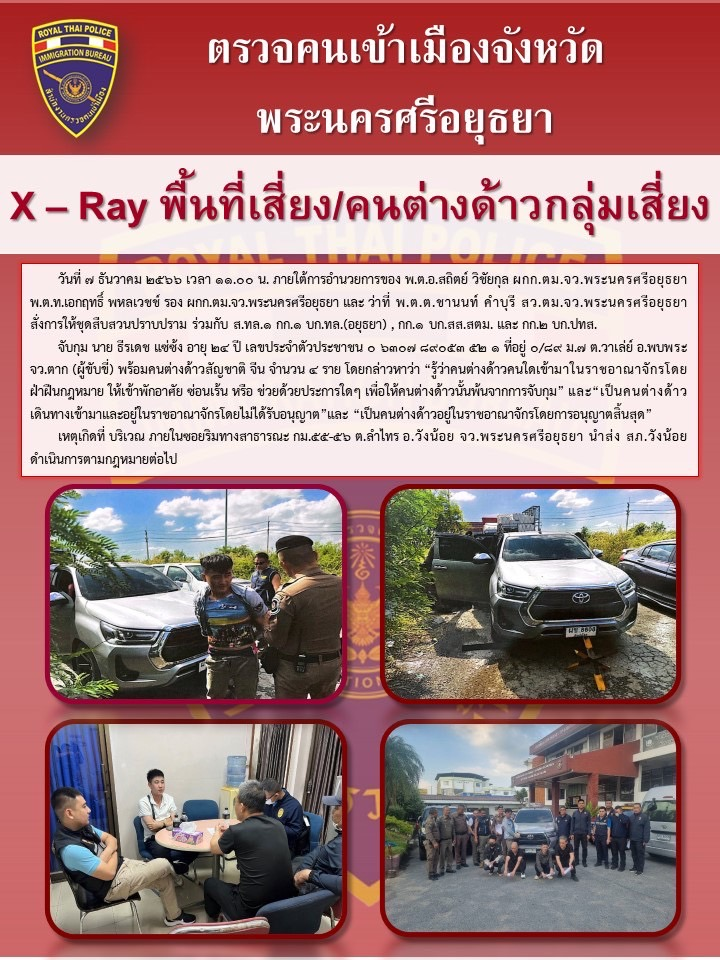 ROYAL THAI POLICE
IMMIGRATION BUREAU
สำนักงานตรวจคนเข้าเมือง
ตรวจคนเข้าเมืองจังหวัด
พระนครศรีอยุธยา
X – Ray พื้นที่เสี่ยง/คนต่างด้าวกลุ่มเสี่ยง
วันที่ ๗ ธันวาคม ๒๕๖๖ เวลา ๑๑.๐๐ น. ภายใต้การอำนวยการของ พ.ต.อ.สถิตย์ วิชัยกุล ผกก.ตม.จว.พระนครศรีอยุธยา
พ.ต.ท.เอกฤทธิ์ พหลเวชช์ รอง ผกก.ตม.จว.พระนครศรีอยุธยา และ ว่าที่ พ.ต.ต.ชานนท์ คำบุรี สว.ตม.จว.พระนครศรีอยุธยา
สั่งการให้ชุดสืบสวนปราบปราม ร่วมกับ ส.ทล.๑ กก.๑ บก.ทล.(อยุธยา) , กก.๑ บก.สส.สตม. และ กก.๒ บก.ปทส.
จับกุม นาย ธีรเดช แซ่ซ้ง อายุ ๒๔ ปี เลขประจำตัวประชาชน ๐ ๖๓๐๗ ๘๙๐๕๓ ๕๒ ๑ ที่อยู่ ๐/๘๙ ม.๗ ต.วาเล่ย์ อ.พบพระ
จว.ตาก (ผู้ขับขี่) พร้อมคนต่างด้าวสัญชาติ จีน จำนวน ๔ ราย โดยกล่าวหาว่า “รู้ว่าคนต่างด้าวคนใดเข้ามาในราชอาณาจักรโดย
ฝ่าฝืนกฎหมาย ให้เข้าพักอาศัย ซ่อนเร้น หรือ ช่วยด้วยประการใดๆ เพื่อให้คนต่างด้าวนั้นพ้นจากการจับกุม” และ“เป็นคนต่างด้าว
เดินทางเข้ามาและอยู่ในราชอาณาจักรโดยไม่ได้รับอนุญาต”และ “เป็นคนต่างด้าวอยู่ในราชอาณาจักรโดยการอนุญาตสิ้นสุด”
เหตุเกิดที่ บริเวณ ภายในซอยริมทางสาธารณะ กม.๕๕-๕๖ ต.ลำไทร อ.วังน้อย จว.พระนครศรีอยุธยา นำส่ง สภ.วังน้อย
ดำเนินการตามกฎหมายต่อไป